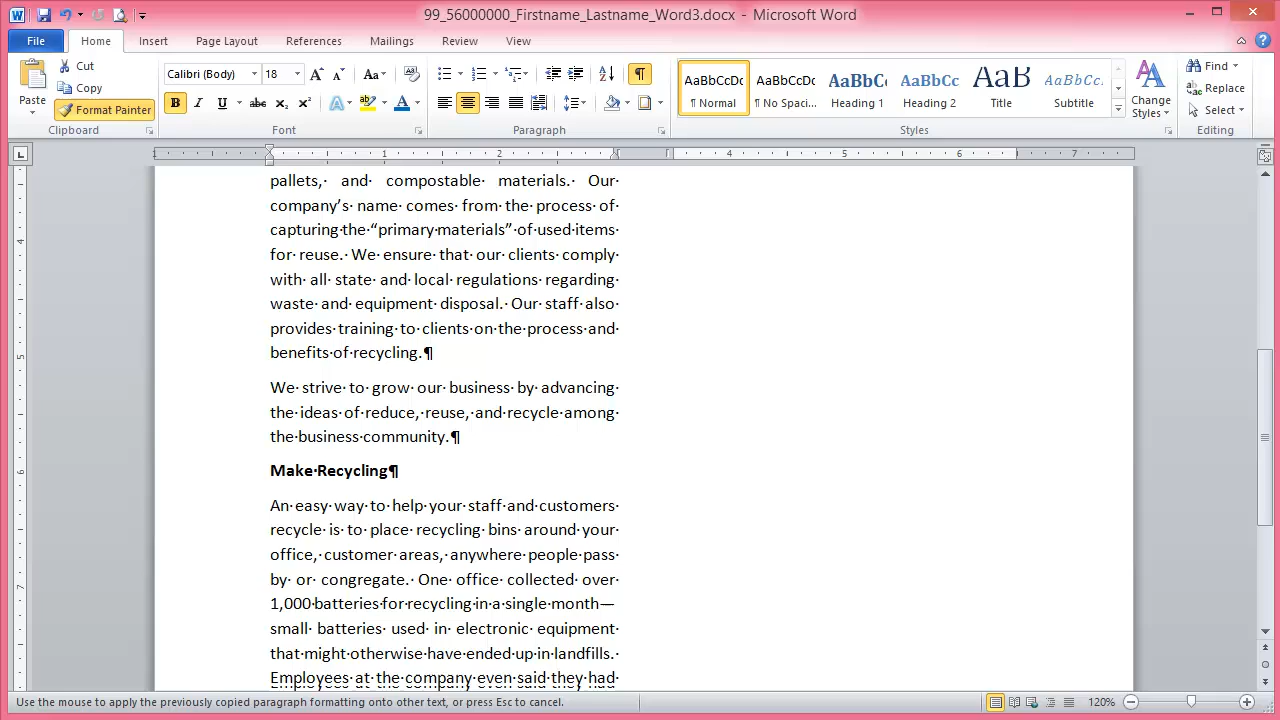 99_56000000_Firstname_Lastname_Word3.docx - Microsoft Word
File Home Insert Page Layout References Mailings Review View
Paste
Cut
Copy
Format Painter
Clipboard
Calibri (Body) 18
Font
Paragraph
AaBbCcDc AaBbCcDc AaBbCc AaBbCc AaB AaBbCcI
¶ Normal ¶ No Spaci... Heading 1 Heading 2 Title Subtitle
Change Styles
Styles
Find
Replace
Select
Editing
1 1 2 4 5 6 7
pallets, and compostable materials. Our
company’s name comes from the process of
capturing the “primary materials” of used items
for reuse. We ensure that our clients comply
with all state and local regulations regarding
waste and equipment disposal. Our staff also
provides training to clients on the process and
benefits of recycling.¶
We strive to grow our business by advancing
the ideas of reduce, reuse, and recycle among
the business community.¶
Make Recycling¶
An easy way to help your staff and customers
recycle is to place recycling bins around your
office, customer areas, anywhere people pass
by or congregate. One office collected over
1,000 batteries for recycling in a single month—
small batteries used in electronic equipment
that might otherwise have ended up in landfills.
Employees at the company even said they had
Use the mouse to apply the previously copied paragraph formatting onto other text, or press Esc to cancel.
120%